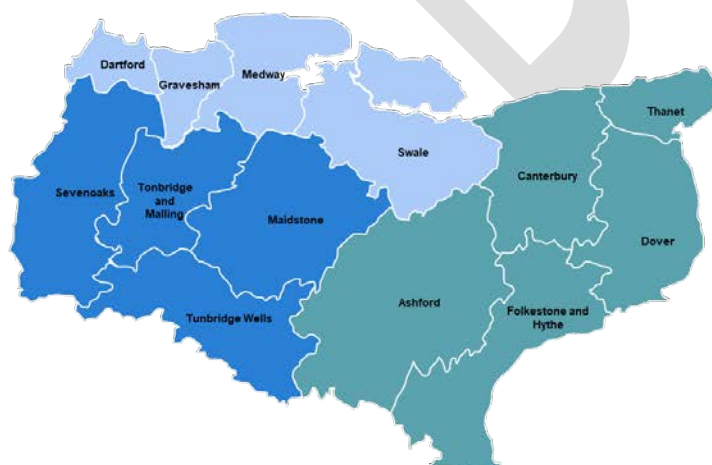 Dartford
Gravesham
Medway
Thanet
Swale
Canterbury
Sevenoaks
Tonbridge
and
Malling
Maidstone
Dover
Ashford
Folkestone and
Hythe
Tunbridge Wells